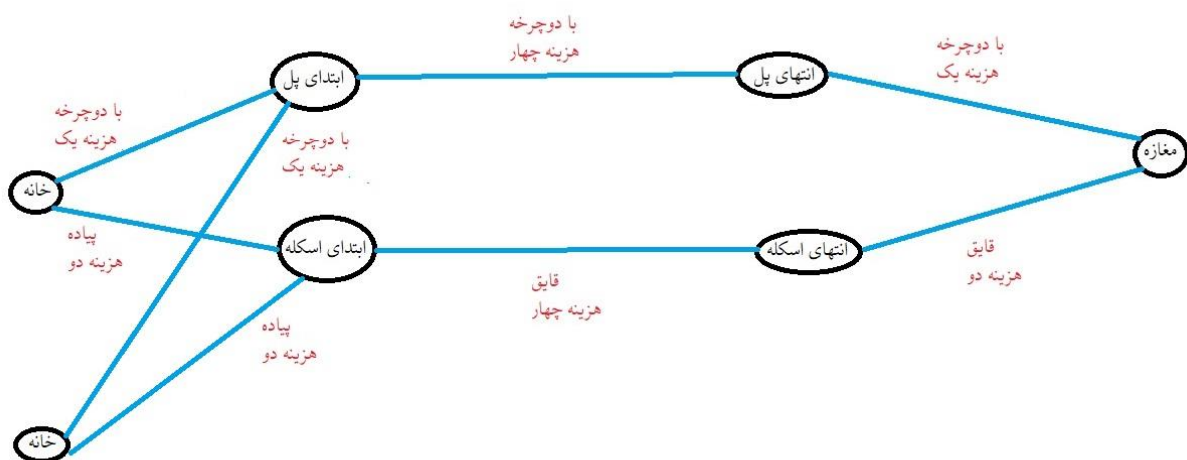 با دوچرخه
هزینه چهار
با دوچرخه
هزینه یک
ابتدای پل
انتهای پل
با دوچرخه
هزینه یک
با دوچرخه
هزینه یک
مغازه
خانه
پیاده
هزینه دو
ابتدای اسکله
انتهای اسکله
قایق
هزینه چهار
قایق
هزینه دو
پیاده
هزینه دو
خانه